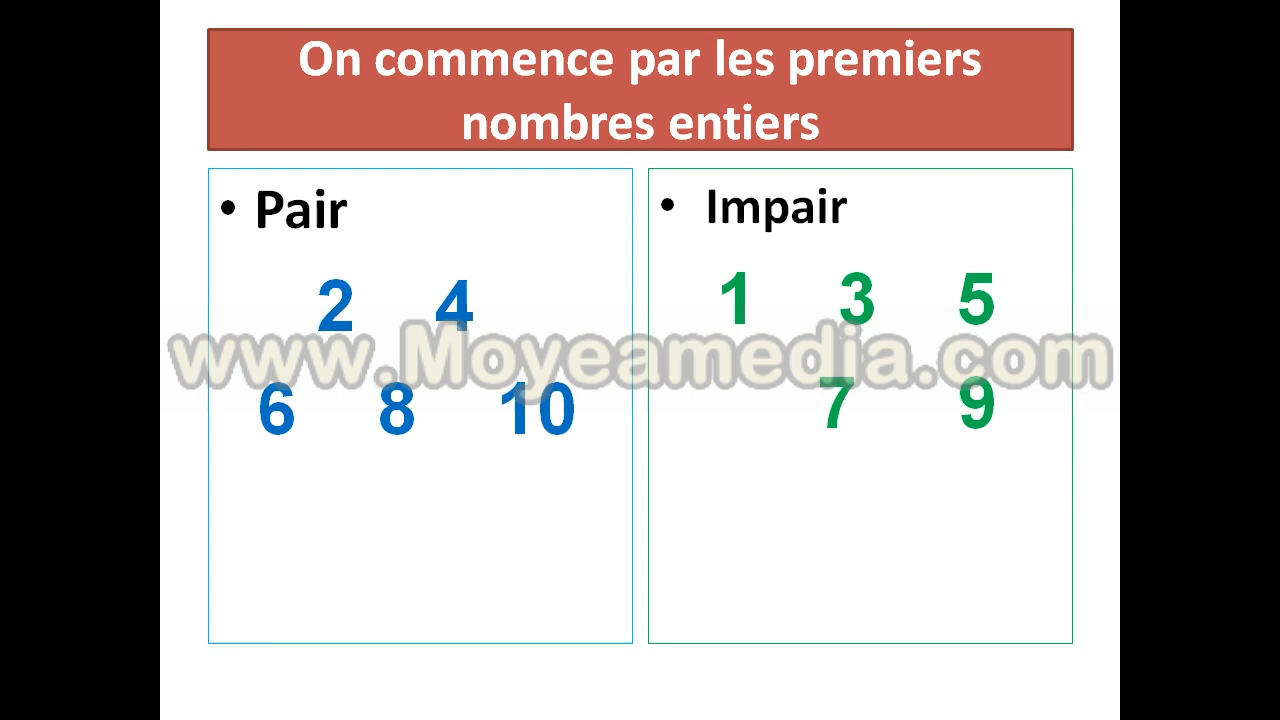 On commence par les premiers
nombres entiers
• Pair
2 4
6 8 10
• Impair
1 3 5
7 9
www.Moyeamedia.com